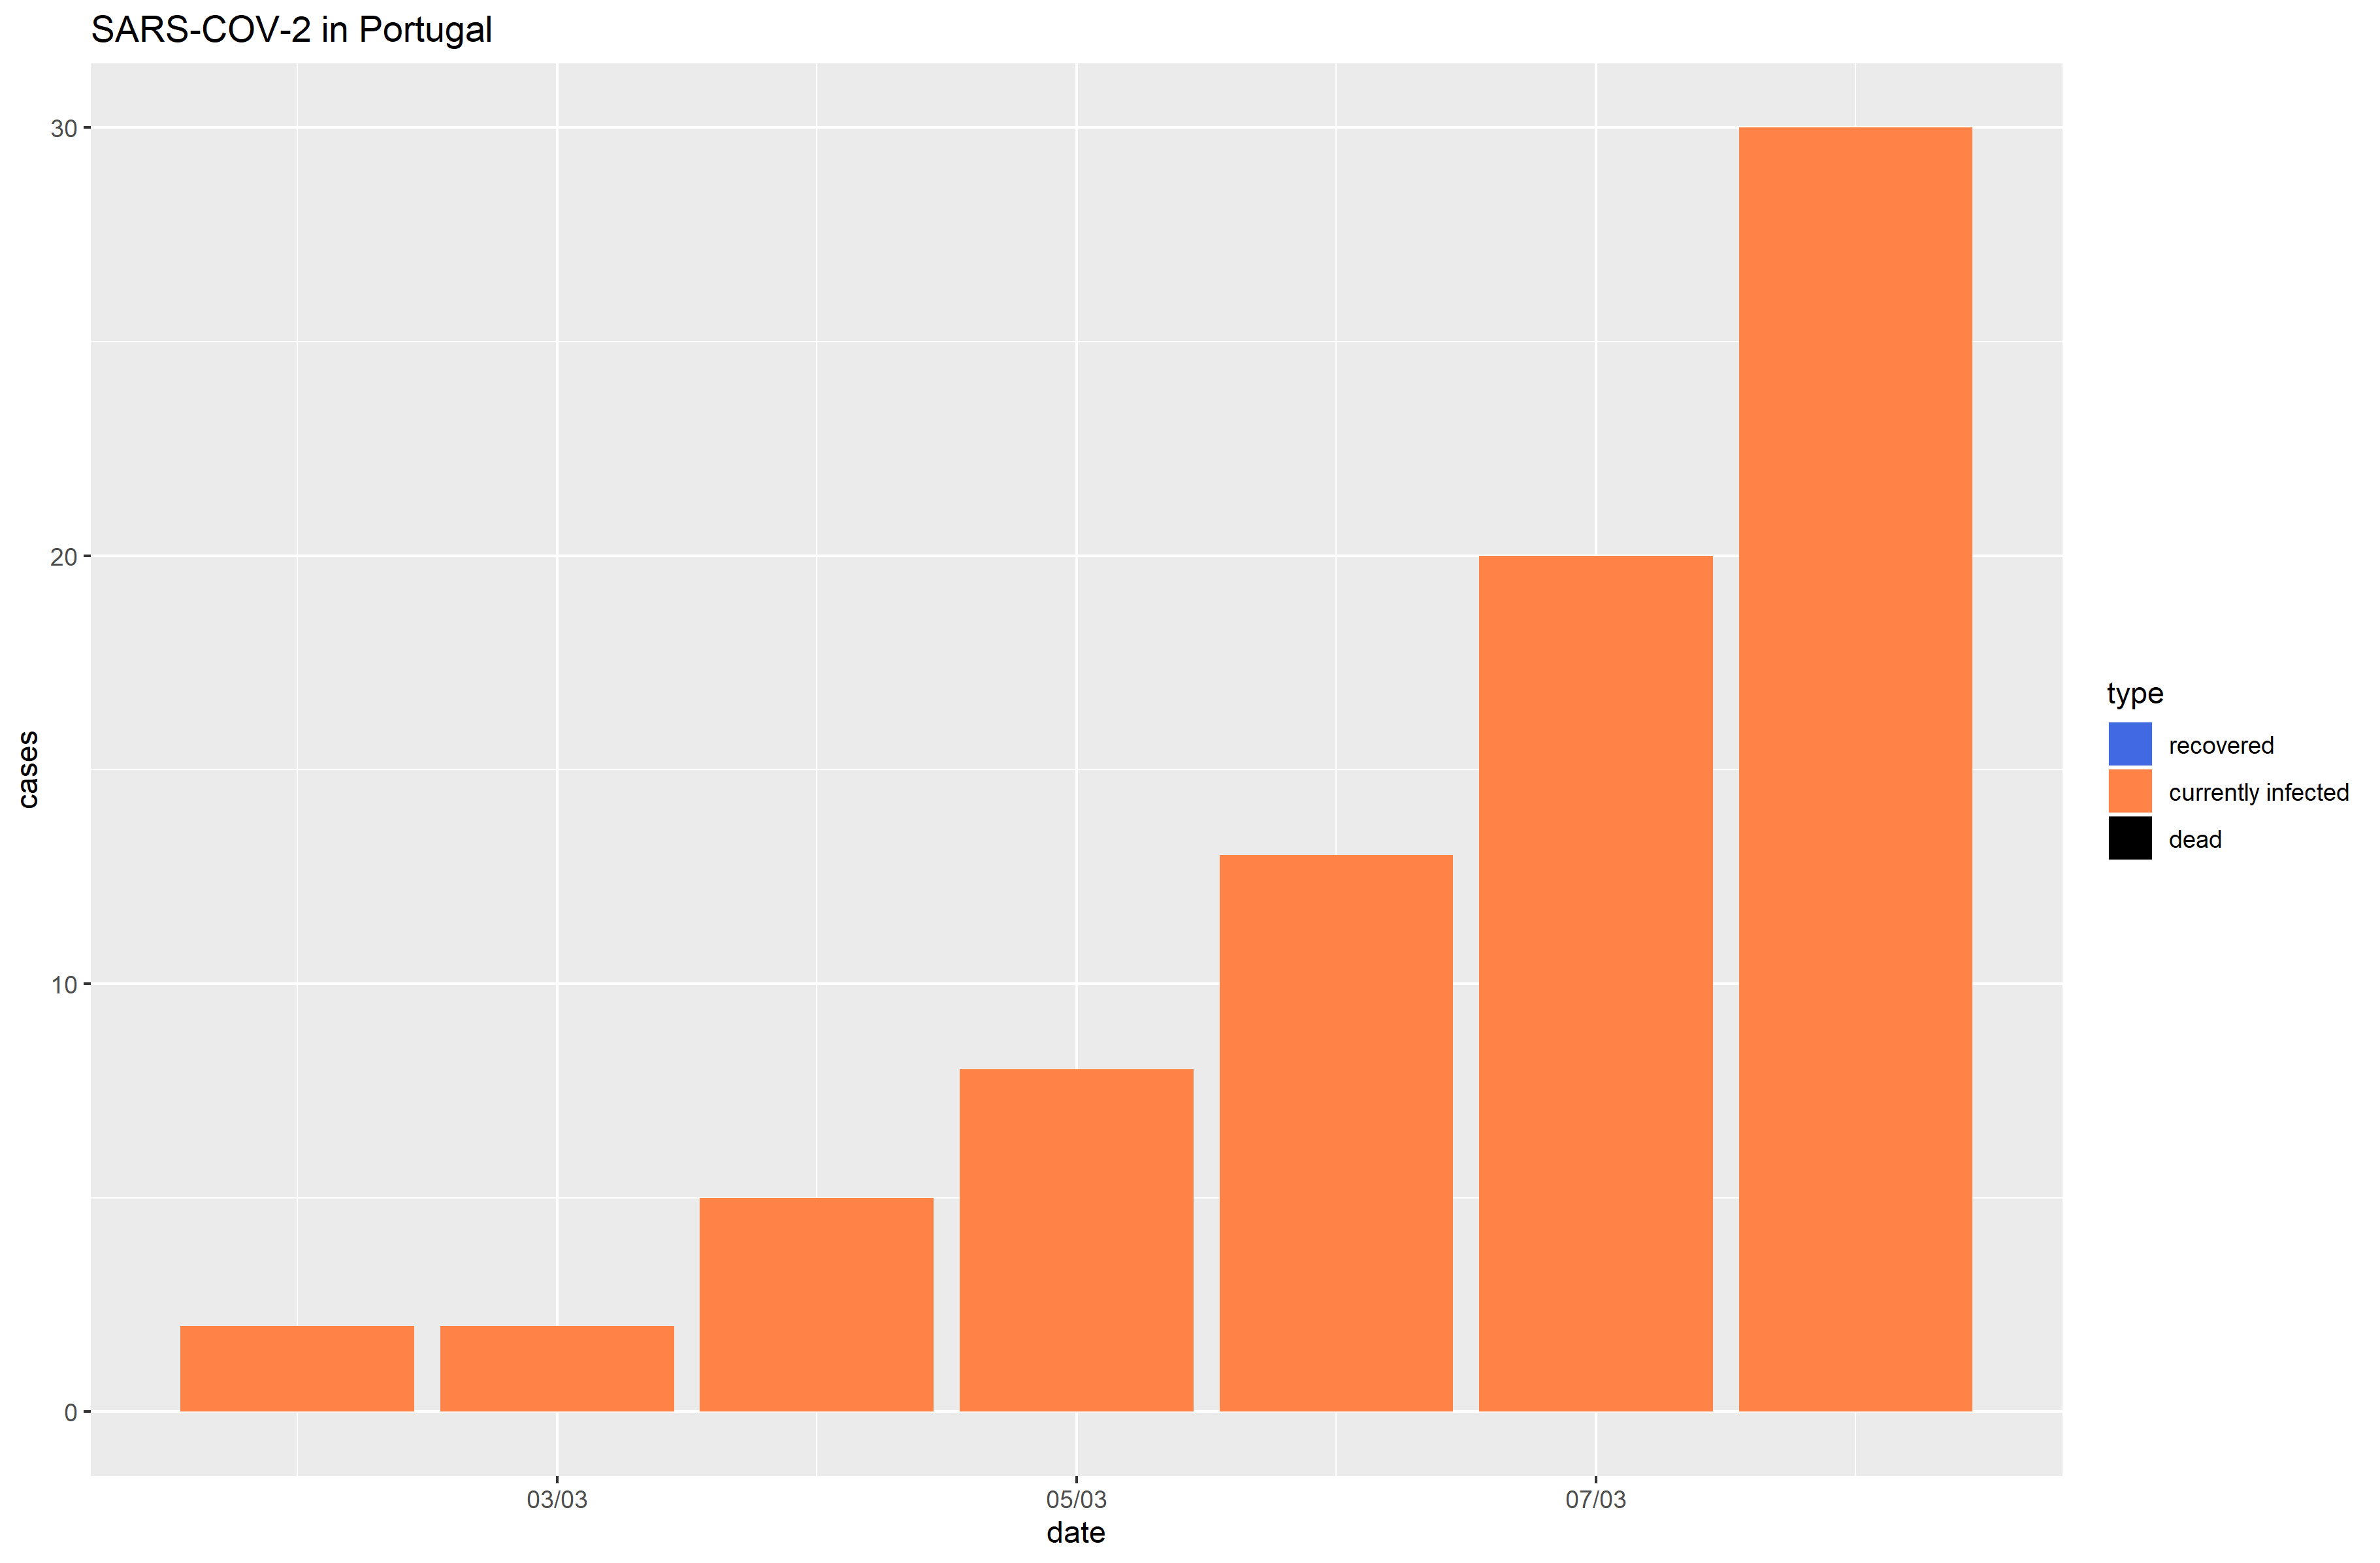 SARS-COV-2 in Portugal
30
20
10
0
cases
03/03
05/03
07/03
date
type
recovered
currently infected
dead